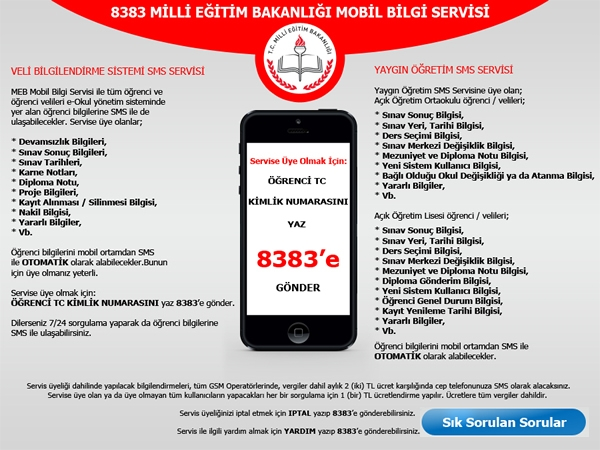 8383 MİLLİ EĞİTİM BAKANLIĞI MOBİL BİLGİ SERVİSİ
T.C. MİLLÎ EĞİTİM BAKANLIĞI
VELİ BİLGİLENDİRME SİSTEMİ SMS SERVİSİ
MEB Mobil Bilgi Servisi ile tüm öğrenci ve
öğrenci velileri e-Okul yönetim sisteminde
yer alan öğrenci bilgilerine SMS ile de
ulaşabilecekler. Servise üye olanlar;
* Devamsızlık Bilgileri,
* Sınav Sonuç Bilgileri,
* Sınav Tarihleri,
* Karne Notları,
* Diploma Notu,
* Proje Bilgileri,
* Kayıt Alınması / Silinmesi Bilgisi,
* Nakil Bilgisi,
* Yararlı Bilgiler,
* Vb.
Öğrenci bilgilerini mobil ortamdan SMS
ile OTOMATİK olarak alabilecekler.Bunun
için üye olmanız yeterli.
Servise üye olmak için:
ÖĞRENCİ TC KİMLİK NUMARASINI yaz 8383'e gönder.
Dilerseniz 7/24 sorgulama yaparak da öğrenci bilgilerine
SMS ile ulaşabilirsiniz.
Servise Üye Olmak İçin:
ÖĞRENCİ TC
KİMLİK NUMARASINI
YAZ
8383'e
GÖNDER
YAYGIN ÖĞRETİM SMS SERVİSİ
Yaygın Öğretim SMS Servisine üye olan;
Açık Öğretim Ortaokulu öğrenci / velileri;
* Sınav Sonuç Bilgisi,
* Sınav Yeri, Tarihi Bilgisi,
* Ders Seçimi Bilgisi,
* Sınav Merkezi Değişiklik Bilgisi,
* Mezuniyet ve Diploma Notu Bilgisi,
* Yeni Sistem Kullanıcı Bilgisi,
* Bağlı Olduğu Okul Değişikliği ya da Atanma Bilgisi,
* Yararlı Bilgiler,
* Vb.
Açık Öğretim Lisesi öğrenci / velileri;
* Sınav Sonuç Bilgisi,
* Sınav Yeri, Tarihi Bilgisi,
* Ders Seçimi Bilgisi,
* Sınav Merkezi Değişiklik Bilgisi,
* Mezuniyet ve Diploma Notu Bilgisi,
* Diploma Gönderim Bilgisi,
* Yeni Sistem Kullanıcı Bilgisi,
* Öğrenci Genel Durum Bilgisi,
* Kayıt Yenileme Tarihi Bilgisi,
* Yararlı Bilgiler,
* Vb.
Öğrenci bilgilerini mobil ortamdan SMS ile
OTOMATİK olarak alabilecekler.
Servis üyeliği dahilinde yapılacak bilgilendirmeleri, tüm GSM Operatörlerinde, vergiler dahil aylık 2 (iki) TL ücret karşılığında cep telefonunuza SMS olarak alacaksınız.
Servise üye olan ya da üye olmayan tüm kullanıcıların yapacakları her bir sorgulama için 1 (bir) TL ücretlendirme yapılır. Ücretlere tüm vergiler dahildir.
Servis üyeliğinizi iptal etmek için IPTAL yazıp 8383'e gönderebilirsiniz.
Servis ile ilgili yardım almak için YARDIM yazıp 8383'e gönderebilirsiniz.
Sık Sorulan Sorular